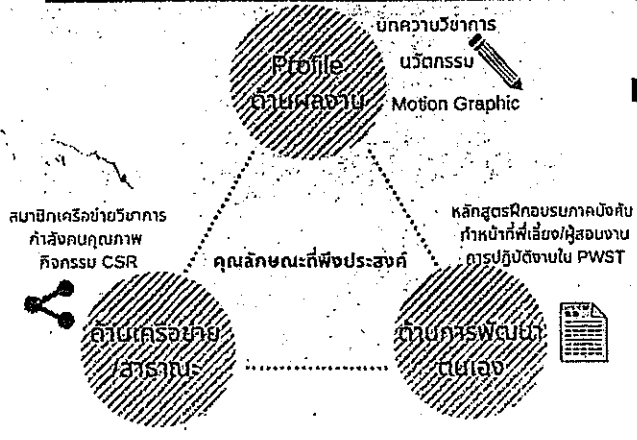 บทความวิชาการ
Profile
ด้านผลงาน
นวัตกรรม
Motion Graphic
สมาชิกเครือข่ายวิชาการ
กำลังคนคุณภาพ
กิจกรรม CSR
หลักสูตรฝึกอบรมภาคบังคับ
ทำหน้าที่พี่เลี้ยง/ผู้สอนงาน
การปฏิบัติงานใน PWST
คุณลักษณะที่พึงประสงค์
ด้านเครือข่าย
/สาธาณะ
ด้านการพัฒนา
ตนเอง